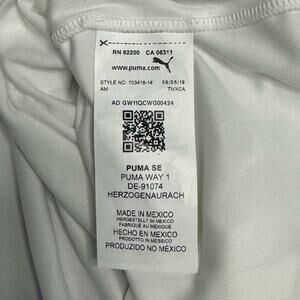 RN 62200 CA 06311
www.puma.com
STYLE NO. 703418-14 05/05/19
AM TMXCA
AD GW11QCWG00424
PUMA SE
PUMA WAY 1
DE-91074
HERZOGENAURACH
MADE IN MEXICO
HERGESTELLT IN MEXIKO
FABRIQUÉ AU MEXIQUE
HECHO EN MÉXICO
PRODOTTO IN MESSICO
PRODUZIDO NO MÉXICO